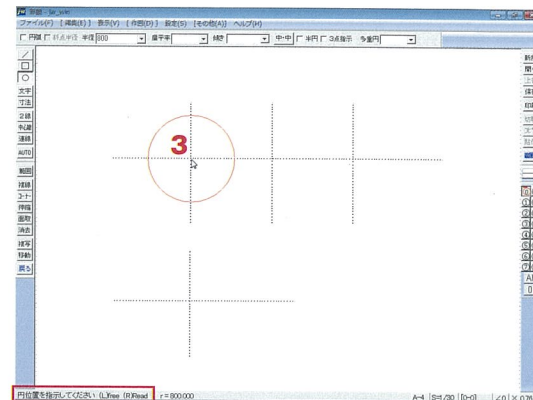 無題 - jw_win
ファイル(F) [編集(E)] 表示(V) [作図(D)] 設定(S) [その他(A)] ヘルプ(H)
円弧 終点半径 半径 800 扁平率 傾き 中・中 半円 3点指示 多重円
文字
寸法
2線
中心線
連線
AUTO
範囲
複線
コーナー
伸縮
面取
消去
複写
移動
戻る
3
円位置を指示してください (L)free (R)Read r = 800.000
A-4 S=1/30 [0-0] ∠0 × 0.76